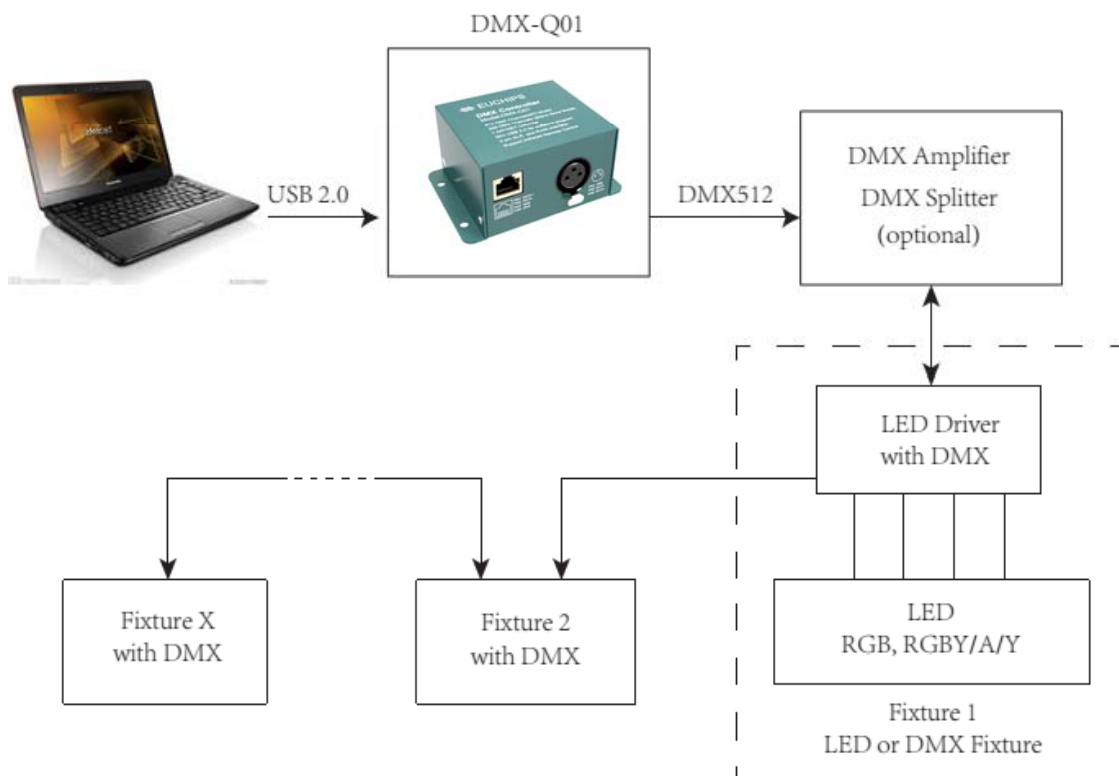 DMX-Q01
EUCHIPS
DMX Controller
USB 2.0
DMX512
DMX Amplifier
DMX Splitter
(optional)
LED Driver
with DMX
Fixture X
with DMX
Fixture 2
with DMX
LED
RGB, RGBY/A/Y
Fixture 1
LED or DMX Fixture